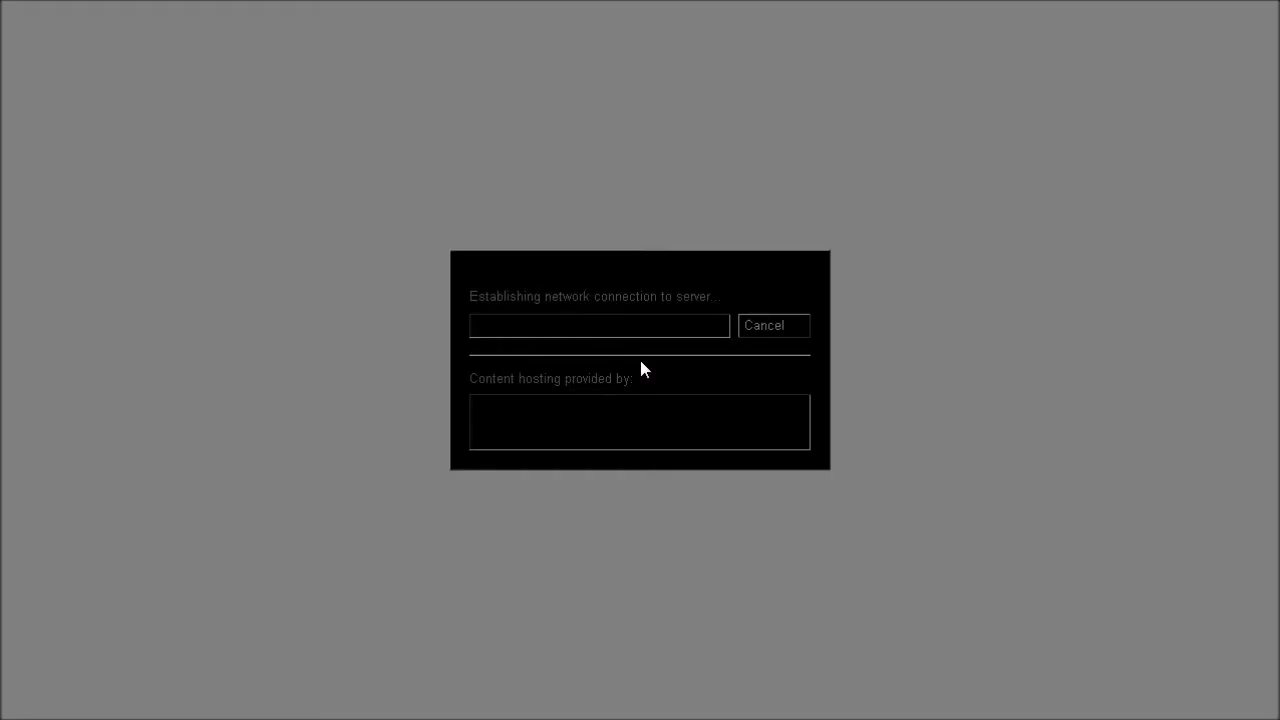 Establishing network connection to server...
Cancel
Content hosting provided by: